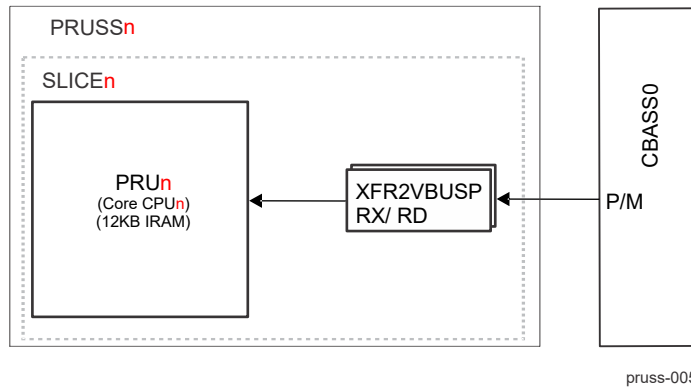 PRUSSn
SLICEn
PRUn
(Core CPUn)
(12KB IRAM)
XFR2VBUSP
RX/ RD
CBASS0
P/M
pruss-005